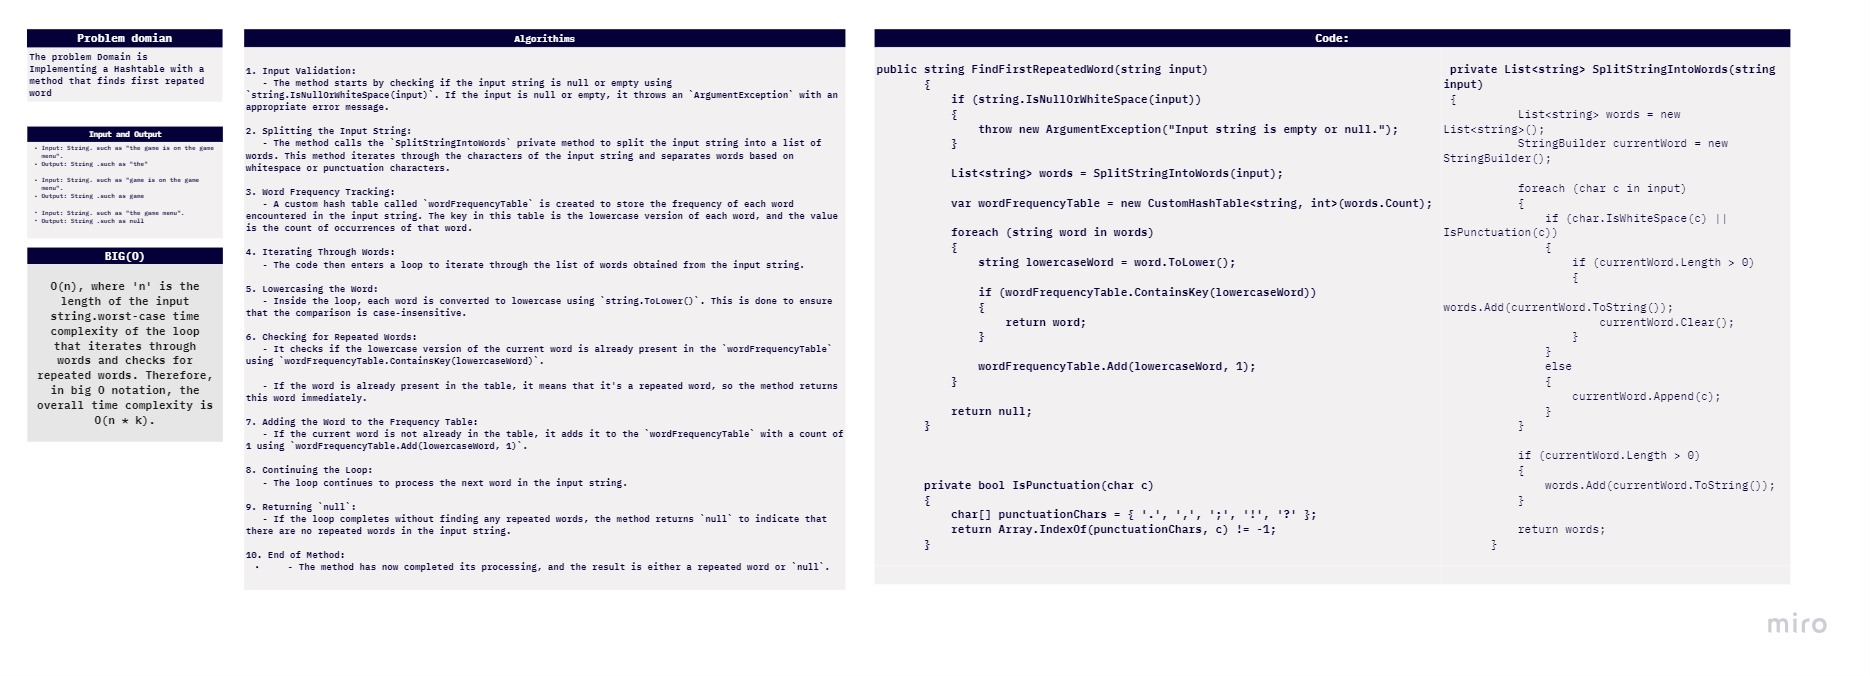 Problem domian
The problem Domain is
Implementing a Hashtable with a
method that finds first repated
word
Input and Output
• Input: String. such as "the game is on the game
menu".
• Output: String .such as "the"
• Input: String. such as "game is on the game
menu".
• Output: String .such as game
• Input: String. such as "the game menu".
• Output: String .such as null
BIG(O)
O(n), where 'n' is the
length of the input
string.worst-case time
complexity of the loop
that iterates through
words and checks for
repeated words. Therefore,
in big O notation, the
overall time complexity is
O(n * k).
Algorithims
1. Input Validation:
- The method starts by checking if the input string is null or empty using
`string.IsNullOrWhiteSpace(input)`. If the input is null or empty, it throws an `ArgumentException` with an
appropriate error message.
2. Splitting the Input String:
- The method calls the `SplitStringIntoWords` private method to split the input string into a list of
words. This method iterates through the characters of the input string and separates words based on
whitespace or punctuation characters.
3. Word Frequency Tracking:
- A custom hash table called `wordFrequencyTable` is created to store the frequency of each word
encountered in the input string. The key in this table is the lowercase version of each word, and the value
is the count of occurrences of that word.
4. Iterating Through Words:
- The code then enters a loop to iterate through the list of words obtained from the input string.
5. Lowercasing the Word:
- Inside the loop, each word is converted to lowercase using `string.ToLower()`. This is done to ensure
that the comparison is case-insensitive.
6. Checking for Repeated Words:
- It checks if the lowercase version of the current word is already present in the `wordFrequencyTable`
using `wordFrequencyTable.ContainsKey(lowercaseWord)`.
- If the word is already present in the table, it means that it's a repeated word, so the method returns
this word immediately.
7. Adding the Word to the Frequency Table:
- If the current word is not already in the table, it adds it to the `wordFrequencyTable` with a count of
1 using `wordFrequencyTable.Add(lowercaseWord, 1)`.
8. Continuing the Loop:
- The loop continues to process the next word in the input string.
9. Returning `null`:
- If the loop completes without finding any repeated words, the method returns `null` to indicate that
there are no repeated words in the input string.
10. End of Method:
• - The method has now completed its processing, and the result is either a repeated word or `null`.
Code:
public string FindFirstRepeatedWord(string input)
{
if (string.IsNullOrWhiteSpace(input))
{
throw new ArgumentException("Input string is empty or null.");
}
List<string> words = SplitStringIntoWords(input);
var wordFrequencyTable = new CustomHashTable<string, int>(words.Count);
foreach (string word in words)
{
string lowercaseWord = word.ToLower();
if (wordFrequencyTable.ContainsKey(lowercaseWord))
{
return word;
}
wordFrequencyTable.Add(lowercaseWord, 1);
}
return null;
}
private bool IsPunctuation(char c)
{
char[] punctuationChars = { '.', ',', ';', '!', '?' };
return Array.IndexOf(punctuationChars, c) != -1;
}
private List<string> SplitStringIntoWords(string
input)
{
List<string> words = new
List<string>();
StringBuilder currentWord = new
StringBuilder();
foreach (char c in input)
{
if (char.IsWhiteSpace(c) ||
IsPunctuation(c))
{
if (currentWord.Length > 0)
{
words.Add(currentWord.ToString());
currentWord.Clear();
}
}
else
{
currentWord.Append(c);
}
}
if (currentWord.Length > 0)
{
words.Add(currentWord.ToString());
}
return words;
}
miro